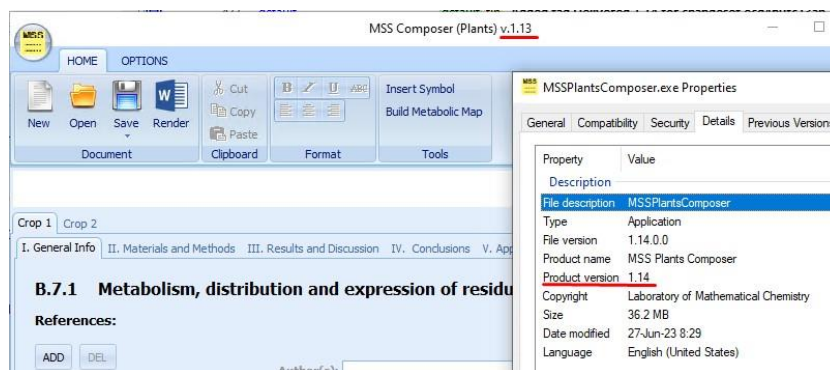 MSS Composer (Plants) v.1.13
MSS
HOME OPTIONS
New Open Save Render
Cut
Copy
Paste
B I U ABC
Insert Symbol
Build Metabolic Map
Document Clipboard Format Tools
Crop 1 Crop 2
I. General Info II. Materials and Methods III. Results and Discussion IV. Conclusions V. App
B.7.1 Metabolism, distribution and expression of residu
References:
ADD DEL
MSSPlantsComposer.exe Properties
General Compatibility Security Details Previous Version
Property Value
Description
File description MSSPlantsComposer
Type Application
File version 1.14.0.0
Product name MSS Plants Composer
Product version 1.14
Copyright Laboratory of Mathematical Chemistry
Size 36.2 MB
Date modified 27-Jun-23 8:29
Language English (United States)